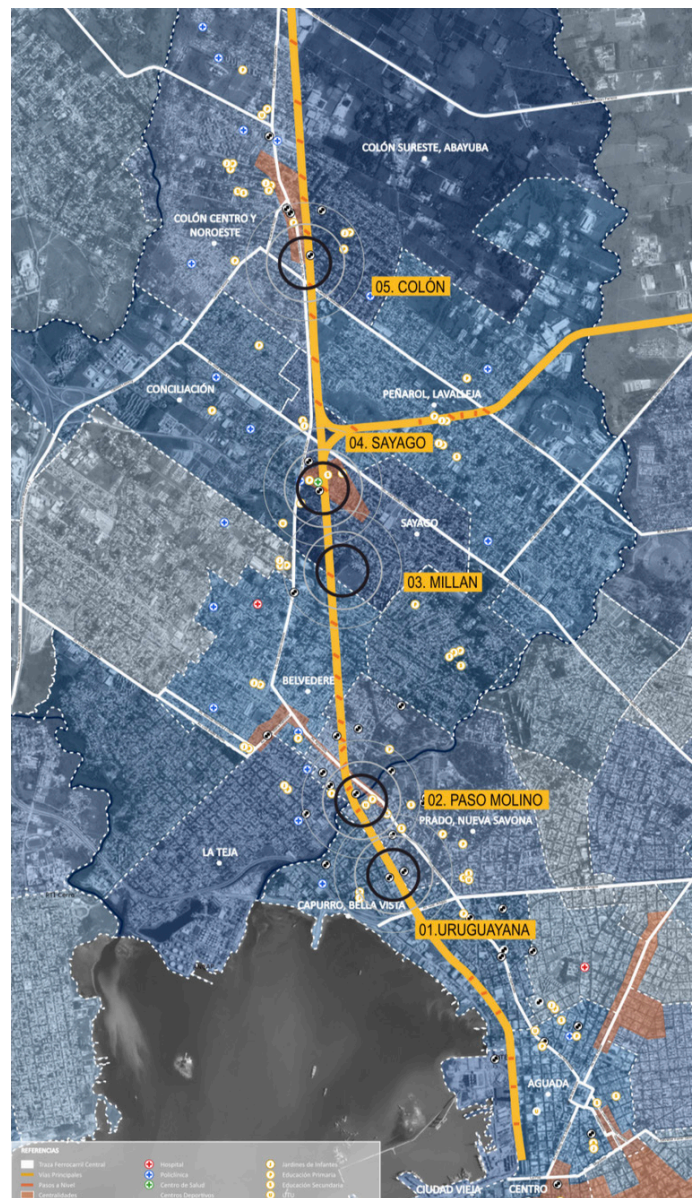 COLÓN SURESTE, ABAYUBA
COLÓN CENTRO Y
NOROESTE
05. COLÓN
CONCILIACIÓN
PEÑAROL, LAVALLEJA
04. SAYAGO
SAYAGO
03. MILLAN
BELVEDERE
02. PASO MOLINO
PRADO, NUEVA SAVONA
LA TEJA
CAPURRO, BELLA VISTA
01.URUGUAYANA
AGUADA
CIUDAD VIEJA
CENTRO
REFERENCIAS
Traza Ferrocarril Central
Vías Principales
Pasos a Nivel
Centralidades
Hospital
Policlínica
Centro de Salud
Centros Deportivos
Jardines de Infantes
Educación Primaria
Educación Secundaria
UTU